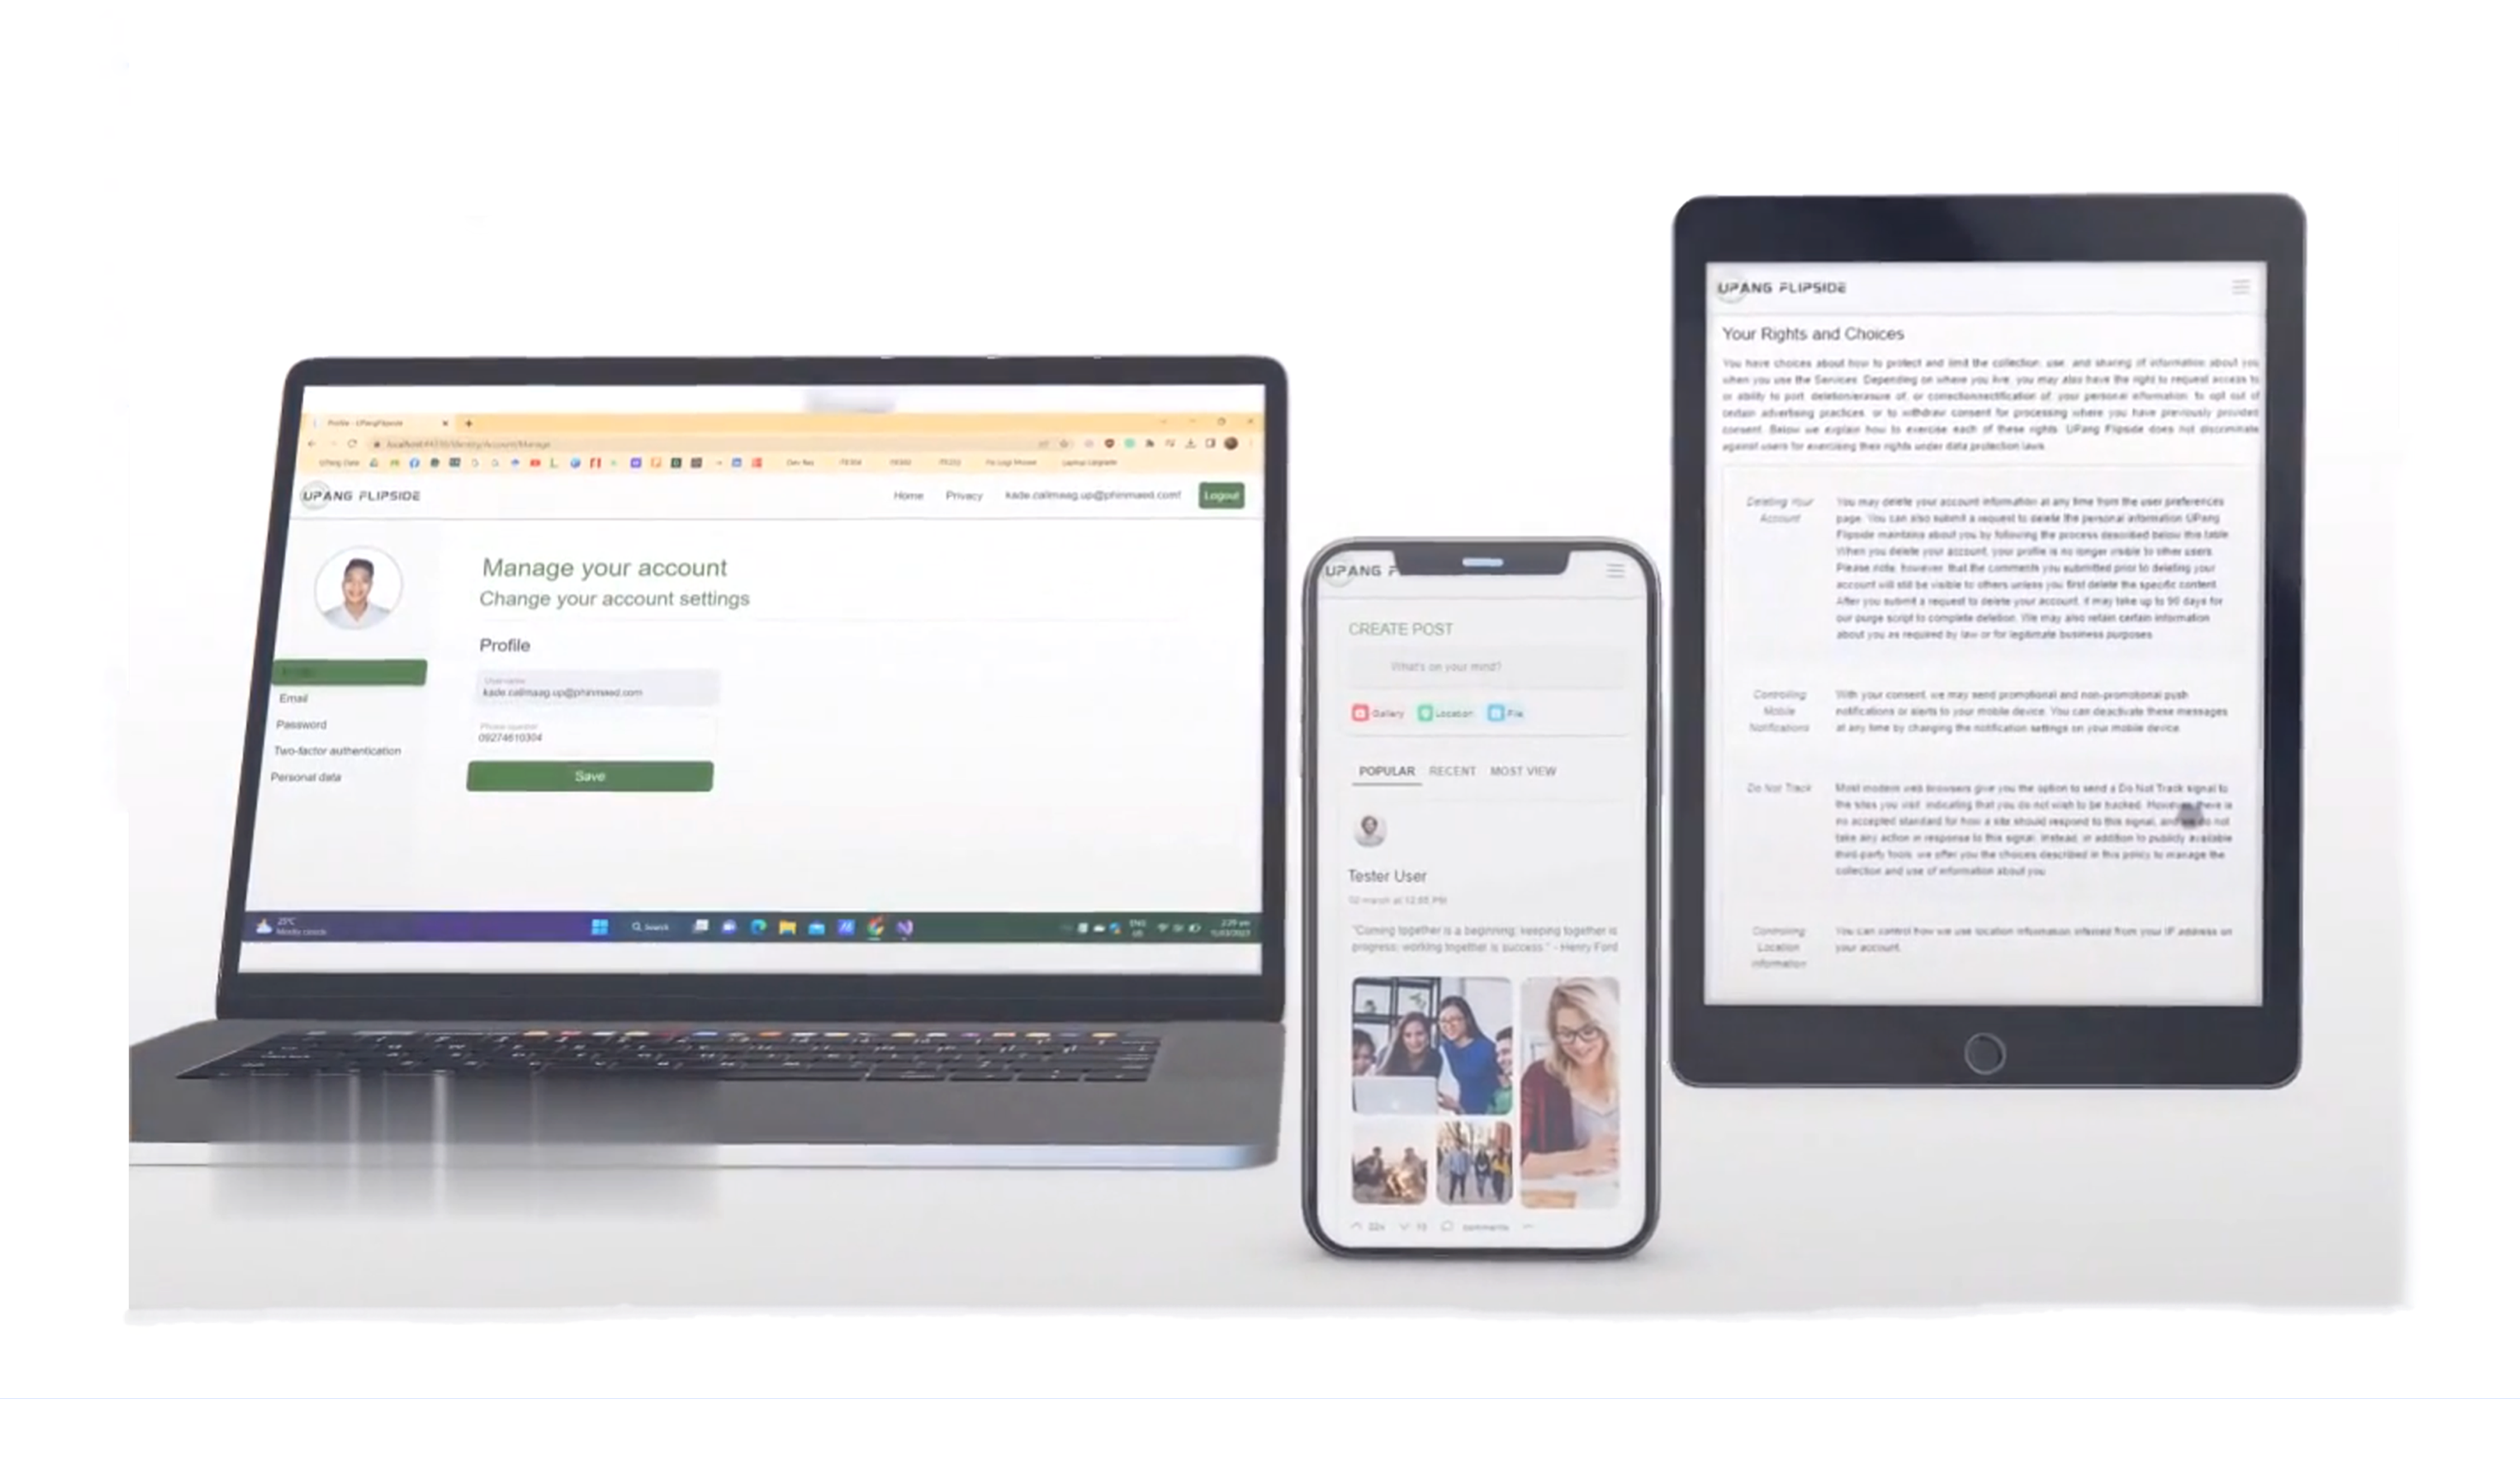 Profile - UPangFlipside
UPANG FLIPSIDE
Home Privacy kade.calimaag.up@phinmaed.com! Logout
Manage your account
Change your account settings
Profile
Username
kade.calimaag.up@phinmaed.com
Phone number
09274610304
Save
Email
Password
Two-factor authentication
Personal data
25°C
Mostly cloudy
Search
ENG
UPANG F
CREATE POST
What's on your mind?
Gallery Location File
POPULAR RECENT MOST VIEW
Tester User
02 march at 12:55 PM
"Coming together is a beginning; keeping together is
progress; working together is success." - Henry Ford
comments
UPANG FLIPSIDE
Your Rights and Choices
You have choices about how to protect and limit the collection, use, and sharing of information about you
when you use the Services. Depending on where you live, you may also have the right to request access to
or ability to port, deletion/erasure of, or correction/rectification of, your personal information, to opt out of
certain advertising practices, or to withdraw consent for processing where you have previously provided
consent. Below we explain how to exercise each of these rights. UPang Flipside does not discriminate
against users for exercising their rights under data protection laws.
Deleting Your
Account
You may delete your account information at any time from the user preferences
page. You can also submit a request to delete the personal information UPang
Flipside maintains about you by following the process described below this table.
When you delete your account, your profile is no longer visible to other users.
Please note, however, that the comments you submitted prior to deleting your
account will still be visible to others unless you first delete the specific content.
After you submit a request to delete your account, it may take up to 90 days for
our purge script to complete deletion. We may also retain certain information
about you as required by law or for legitimate business purposes.
Controlling
Mobile
Notifications
With your consent, we may send promotional and non-promotional push
notifications or alerts to your mobile device. You can deactivate these messages
at any time by changing the notification settings on your mobile device.
Do Not Track
Most modern web browsers give you the option to send a Do Not Track signal to
the sites you visit, indicating that you do not wish to be tracked. However, there is
no accepted standard for how a site should respond to this signal, and we do not
take any action in response to this signal. Instead, in addition to publicly available
third-party tools, we offer you the choices described in this policy to manage the
collection and use of information about you.
Controlling
Location
Information
You can control how we use location information inferred from your IP address on
your account.